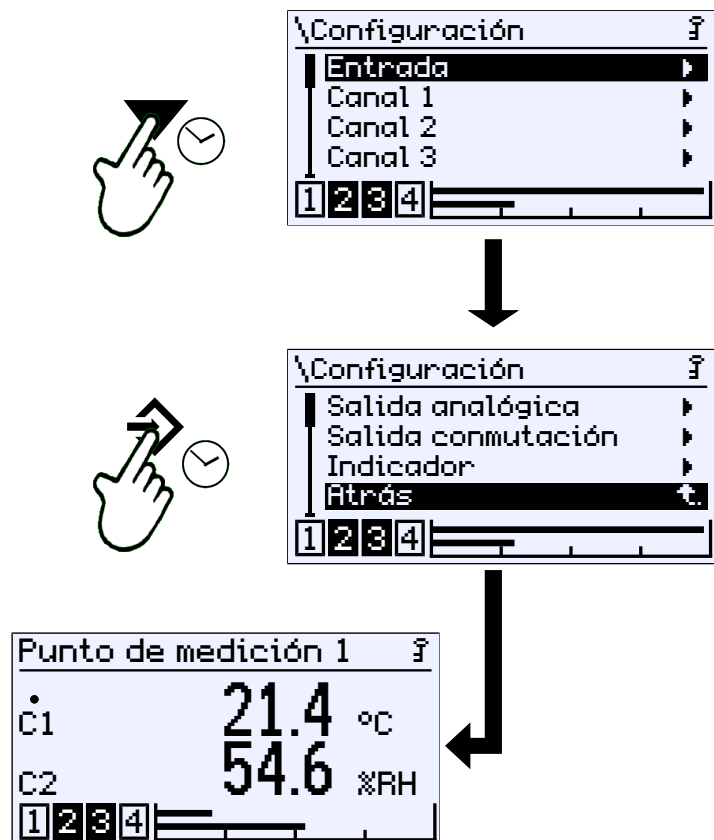 \Configuración
Entrada
Canal 1
Canal 2
Canal 3
1 2 3 4
\Configuración
Salida analógica
Salida conmutación
Indicador
Atrás
1 2 3 4
Punto de medición 1
C1 21.4 °C
C2 54.6 %RH
1 2 3 4